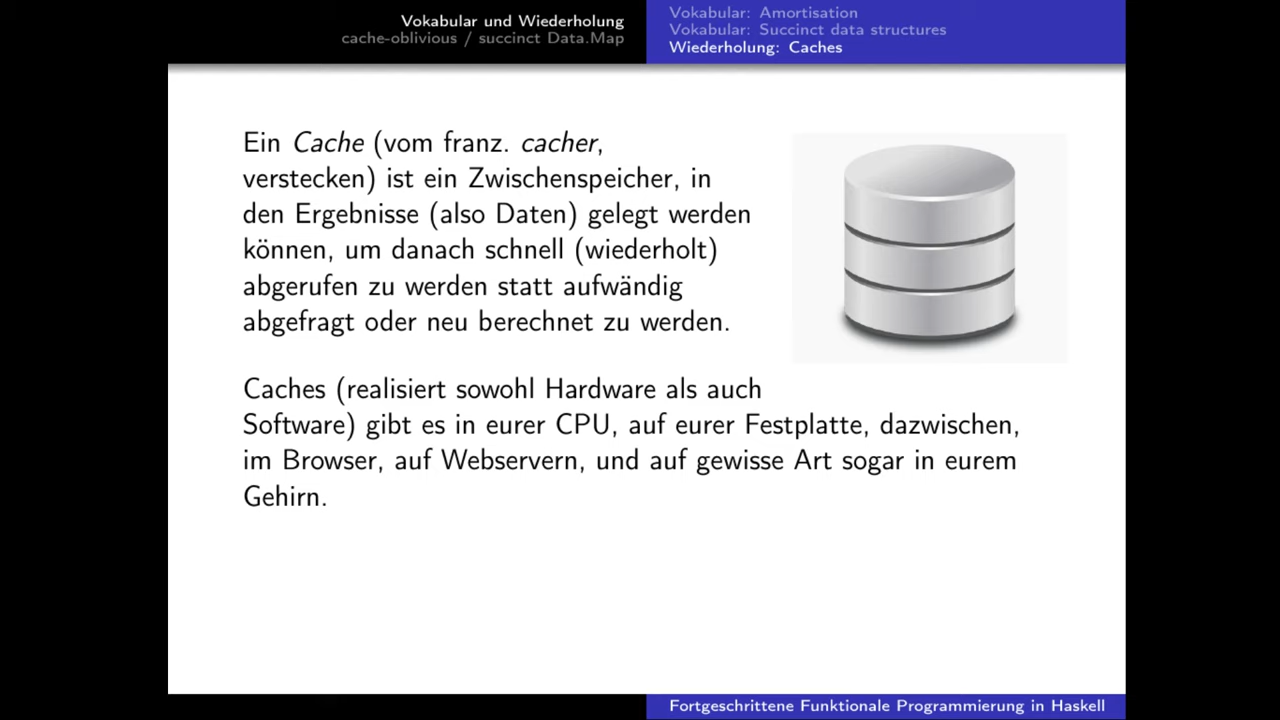 Vokabular und Wiederholung
cache-oblivious / succinct Data.Map
Vokabular: Amortisation
Vokabular: Succinct data structures
Wiederholung: Caches
Ein Cache (vom franz. cacher,
verstecken) ist ein Zwischenspeicher, in
den Ergebnisse (also Daten) gelegt werden
können, um danach schnell (wiederholt)
abgerufen zu werden statt aufwändig
abgefragt oder neu berechnet zu werden.
Caches (realisiert sowohl Hardware als auch
Software) gibt es in eurer CPU, auf eurer Festplatte, dazwischen,
im Browser, auf Webservern, und auf gewisse Art sogar in eurem
Gehirn.
Fortgeschrittene Funktionale Programmierung in Haskell